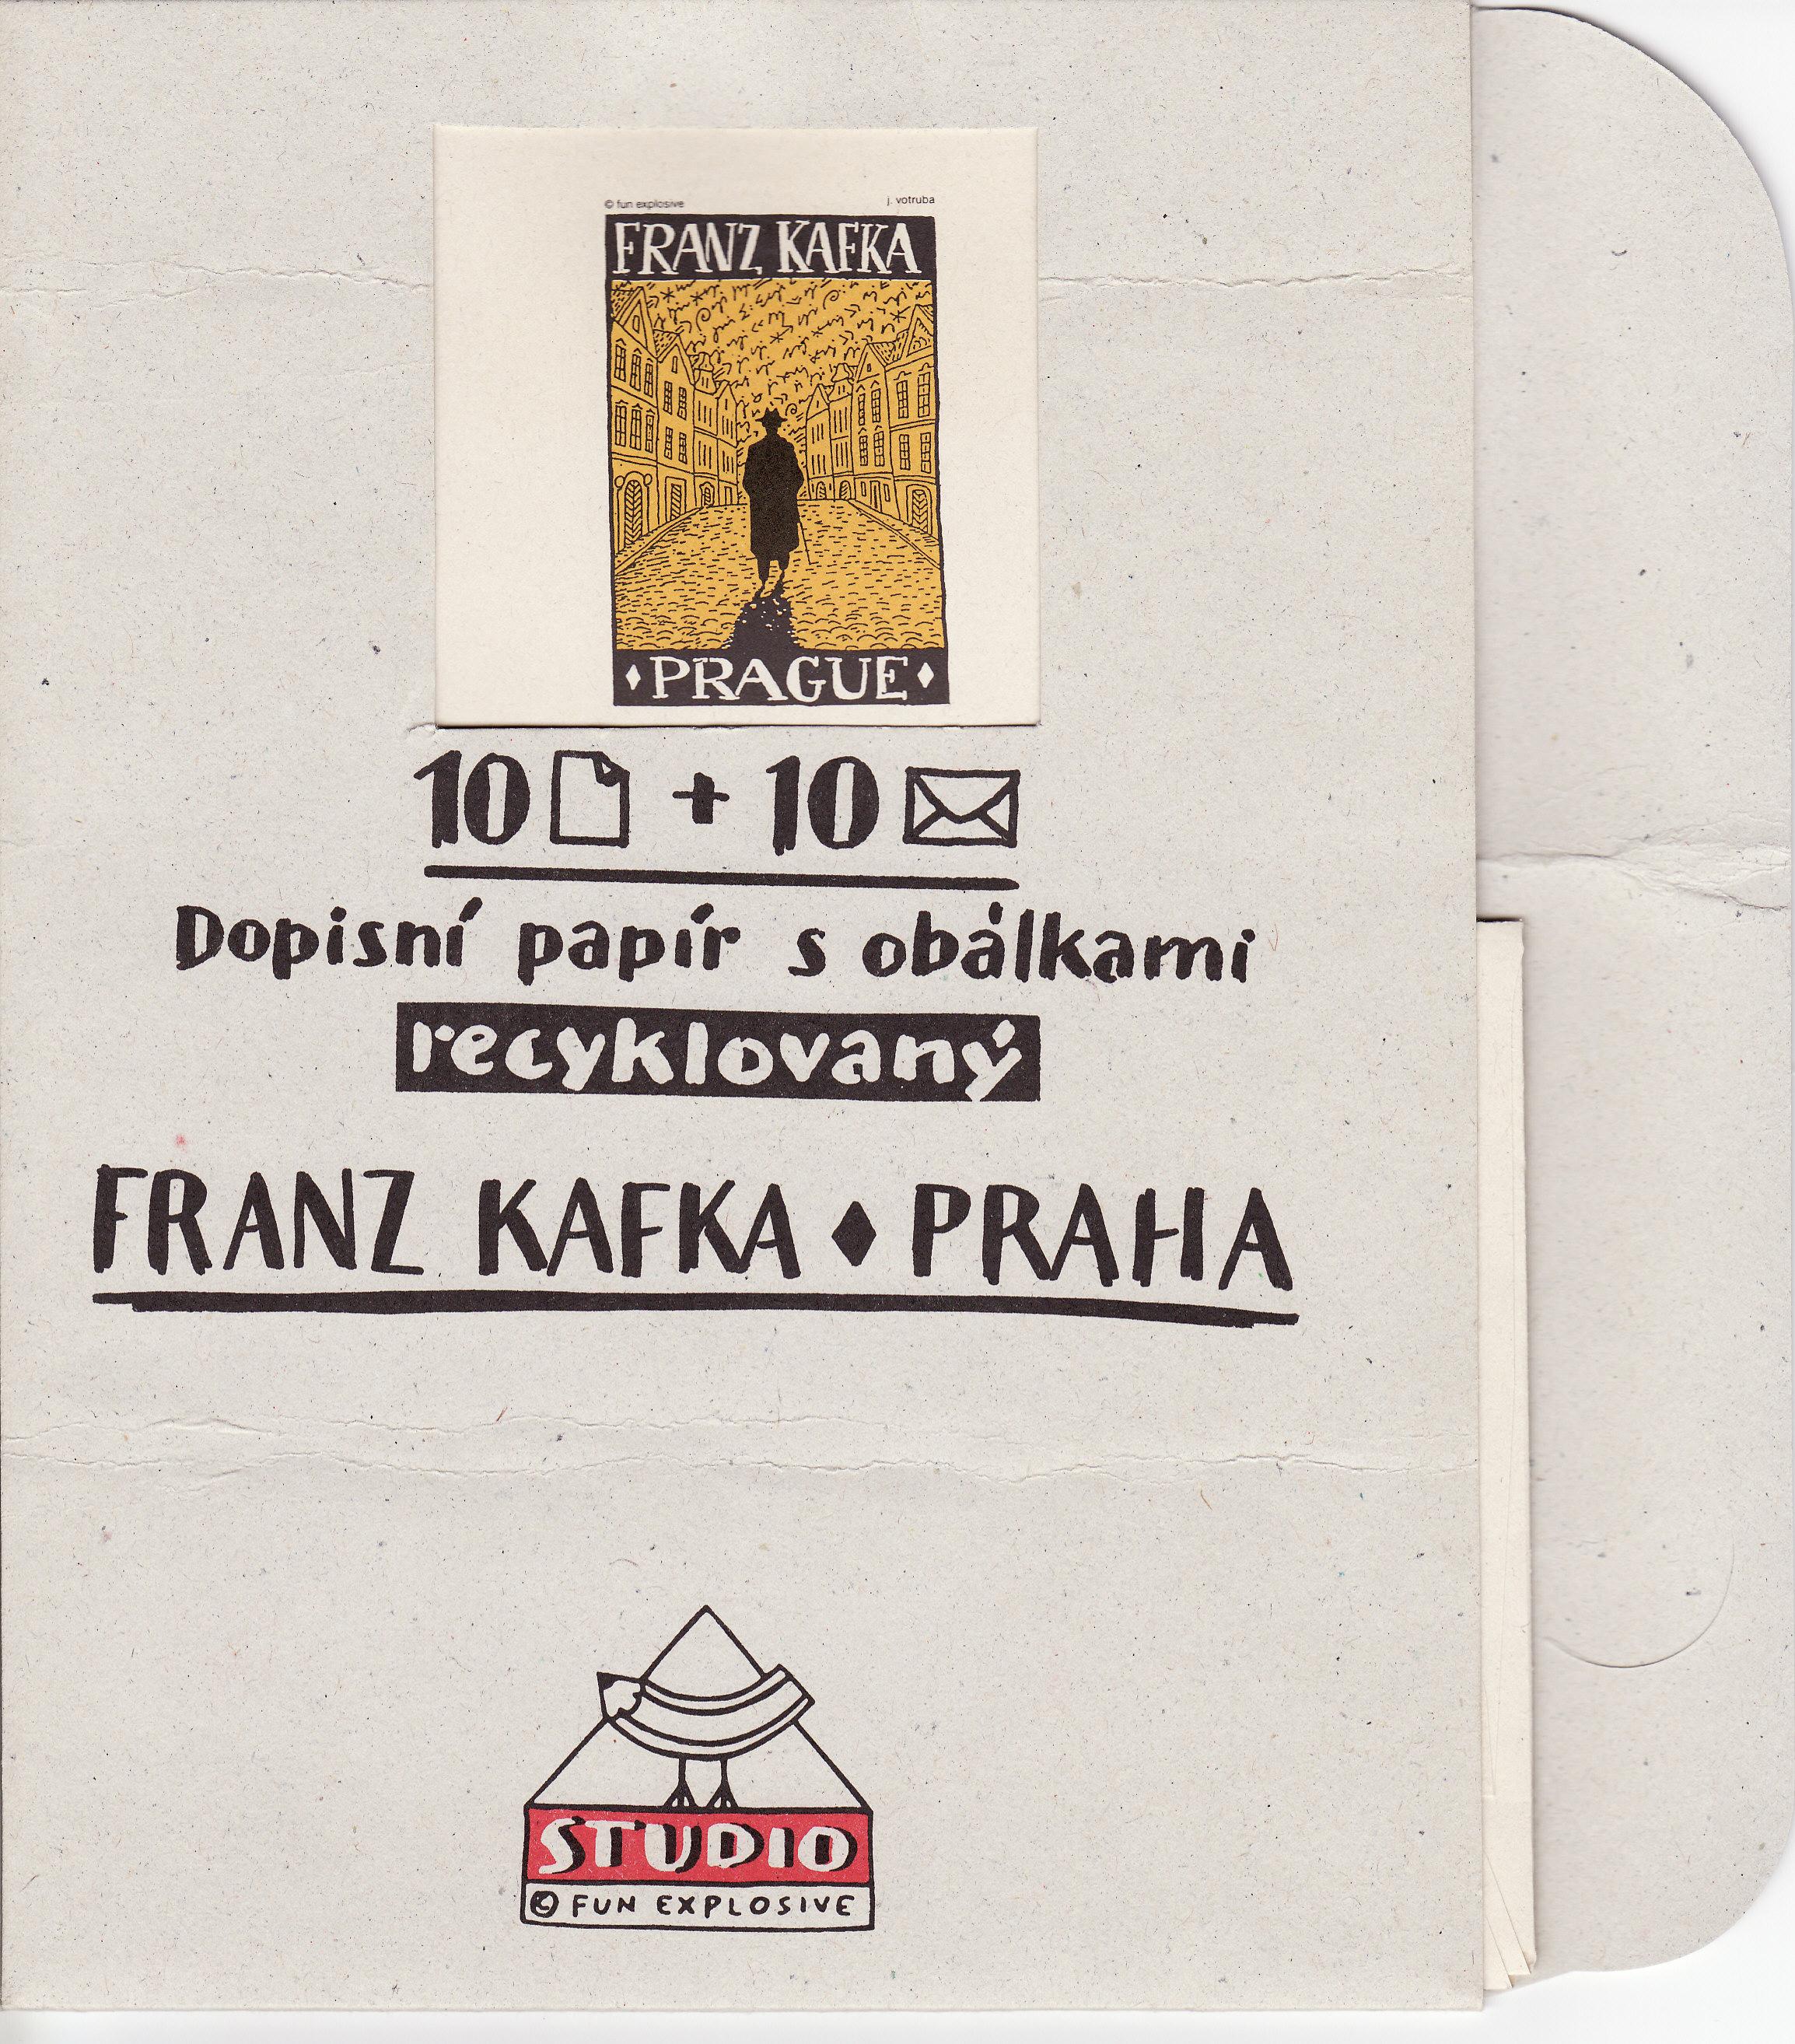 © fun explosive
j. votruba
FRANZ KAFKA
PRAGUE
10 + 10
Dopisní papír s obálkami
recyklovaný
FRANZ KAFKA ♦ PRAHA
STUDIO
© FUN EXPLOSIVE